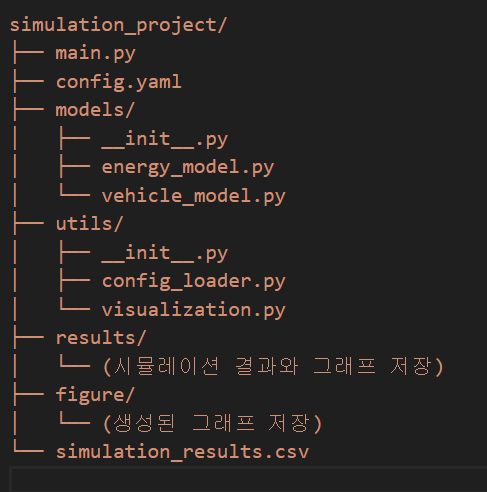 simulation_project/
├── main.py
├── config.yaml
├── models/
│   ├── __init__.py
│   ├── energy_model.py
│   └── vehicle_model.py
├── utils/
│   ├── __init__.py
│   ├── config_loader.py
│   └── visualization.py
├── results/
│   └── (시뮬레이션 결과와 그래프 저장)
├── figure/
│   └── (생성된 그래프 저장)
└── simulation_results.csv